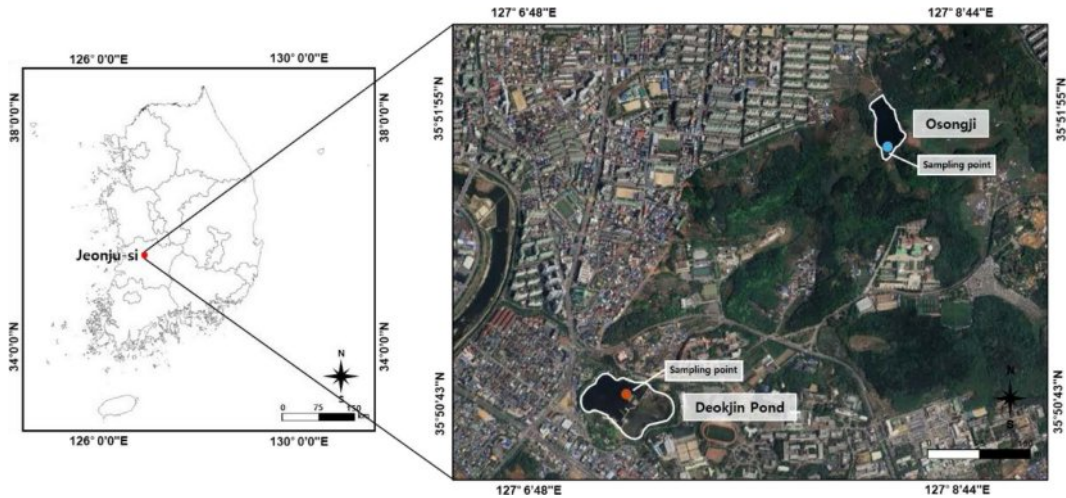 126° 0'0"E
130° 0'0"E
38°0'0"N
38°0'0"N
Jeonju-si
34°0'0"N
34°0'0"N
N
S
0 75 150
km
126° 0'0"E
130° 0'0"E
127° 6'48"E
127° 8'44"E
35°51'55"N
35°51'55"N
Osongji
Sampling point
Sampling point
Deokjin Pond
N
S
35°50'43"N
35°50'43"N
127° 6'48"E
127° 8'44"E